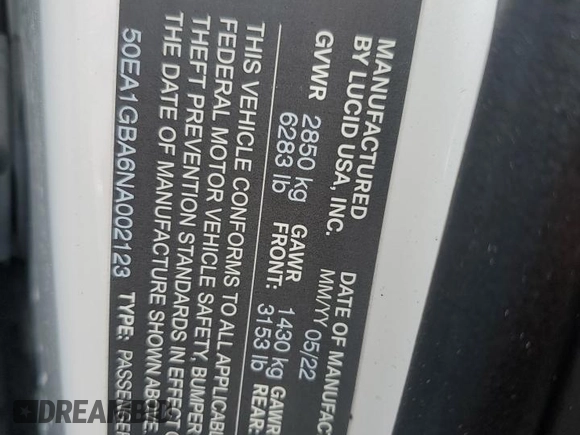 MANUFACTURED
BY LUCID USA, INC.
DATE OF MANUFAC
MM/YY 05/22
GVWR 2850 kg
6283 lb
GAWR
FRONT: 1430 kg
3153 lb
GAWR
REAR:
THIS VEHICLE CONFORMS TO ALL APPLICABL
FEDERAL MOTOR VEHICLE SAFETY, BUMPER
THEFT PREVENTION STANDARDS IN EFFECT
THE DATE OF MANUFACTURE SHOWN ABOVE.
50EA1GBA6NA002123 TYPE: PASSENGER
DREAMBID